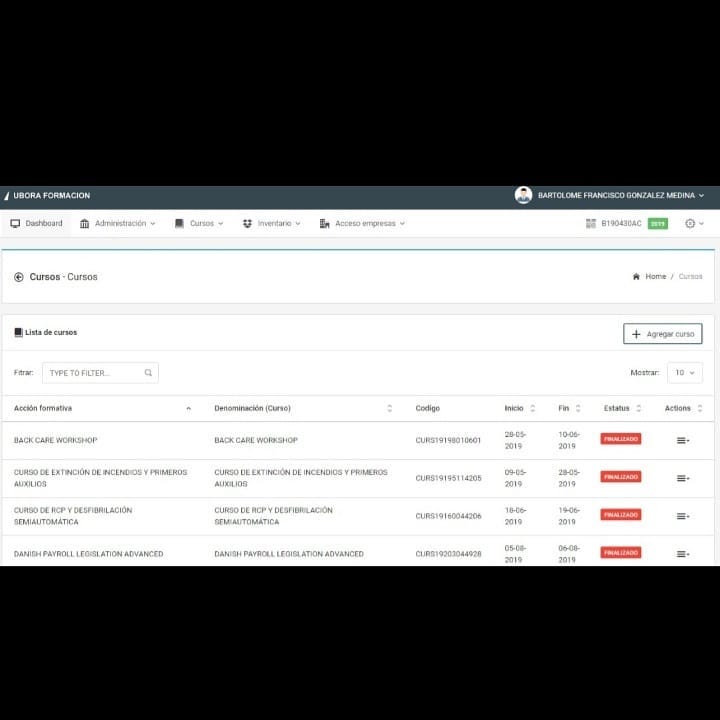 UBORA FORMACION
BARTOLOME FRANCISCO GONZALEZ MEDINA
Dashboard Administración Cursos Inventario Acceso empresas B190430AC 2019
Cursos - Cursos
Home / Cursos
Lista de cursos
Agregar curso
Fitrar: TYPE TO FILTER... Mostrar: 10
Acción formativa Denominación (Curso) Codígo Inicio Fin Estatus Actions
BACK CARE WORKSHOP BACK CARE WORKSHOP CURS19198010601 28-05-2019 10-06-2019 FINALIZADO
CURSO DE EXTINCIÓN DE INCENDIOS Y PRIMEROS AUXILIOS CURSO DE EXTINCIÓN DE INCENDIOS Y PRIMEROS AUXILIOS CURS19195114205 09-05-2019 28-05-2019 FINALIZADO
CURSO DE RCP Y DESFIBRILACIÓN SEMIAUTOMÁTICA CURSO DE RCP Y DESFIBRILACIÓN SEMIAUTOMÁTICA CURS19160044206 18-06-2019 19-06-2019 FINALIZADO
DANISH PAYROLL LEGISLATION ADVANCED DANISH PAYROLL LEGISLATION ADVANCED CURS19203044928 05-08-2019 06-08-2019 FINALIZADO